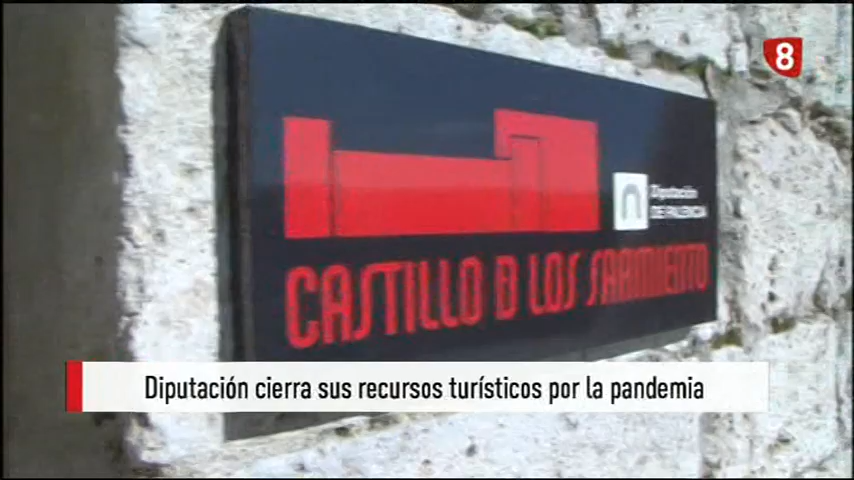 8
Diputación
DE PALENCIA
CASTILLO D LOS SARMIENTO
Diputación cierra sus recursos turísticos por la pandemia